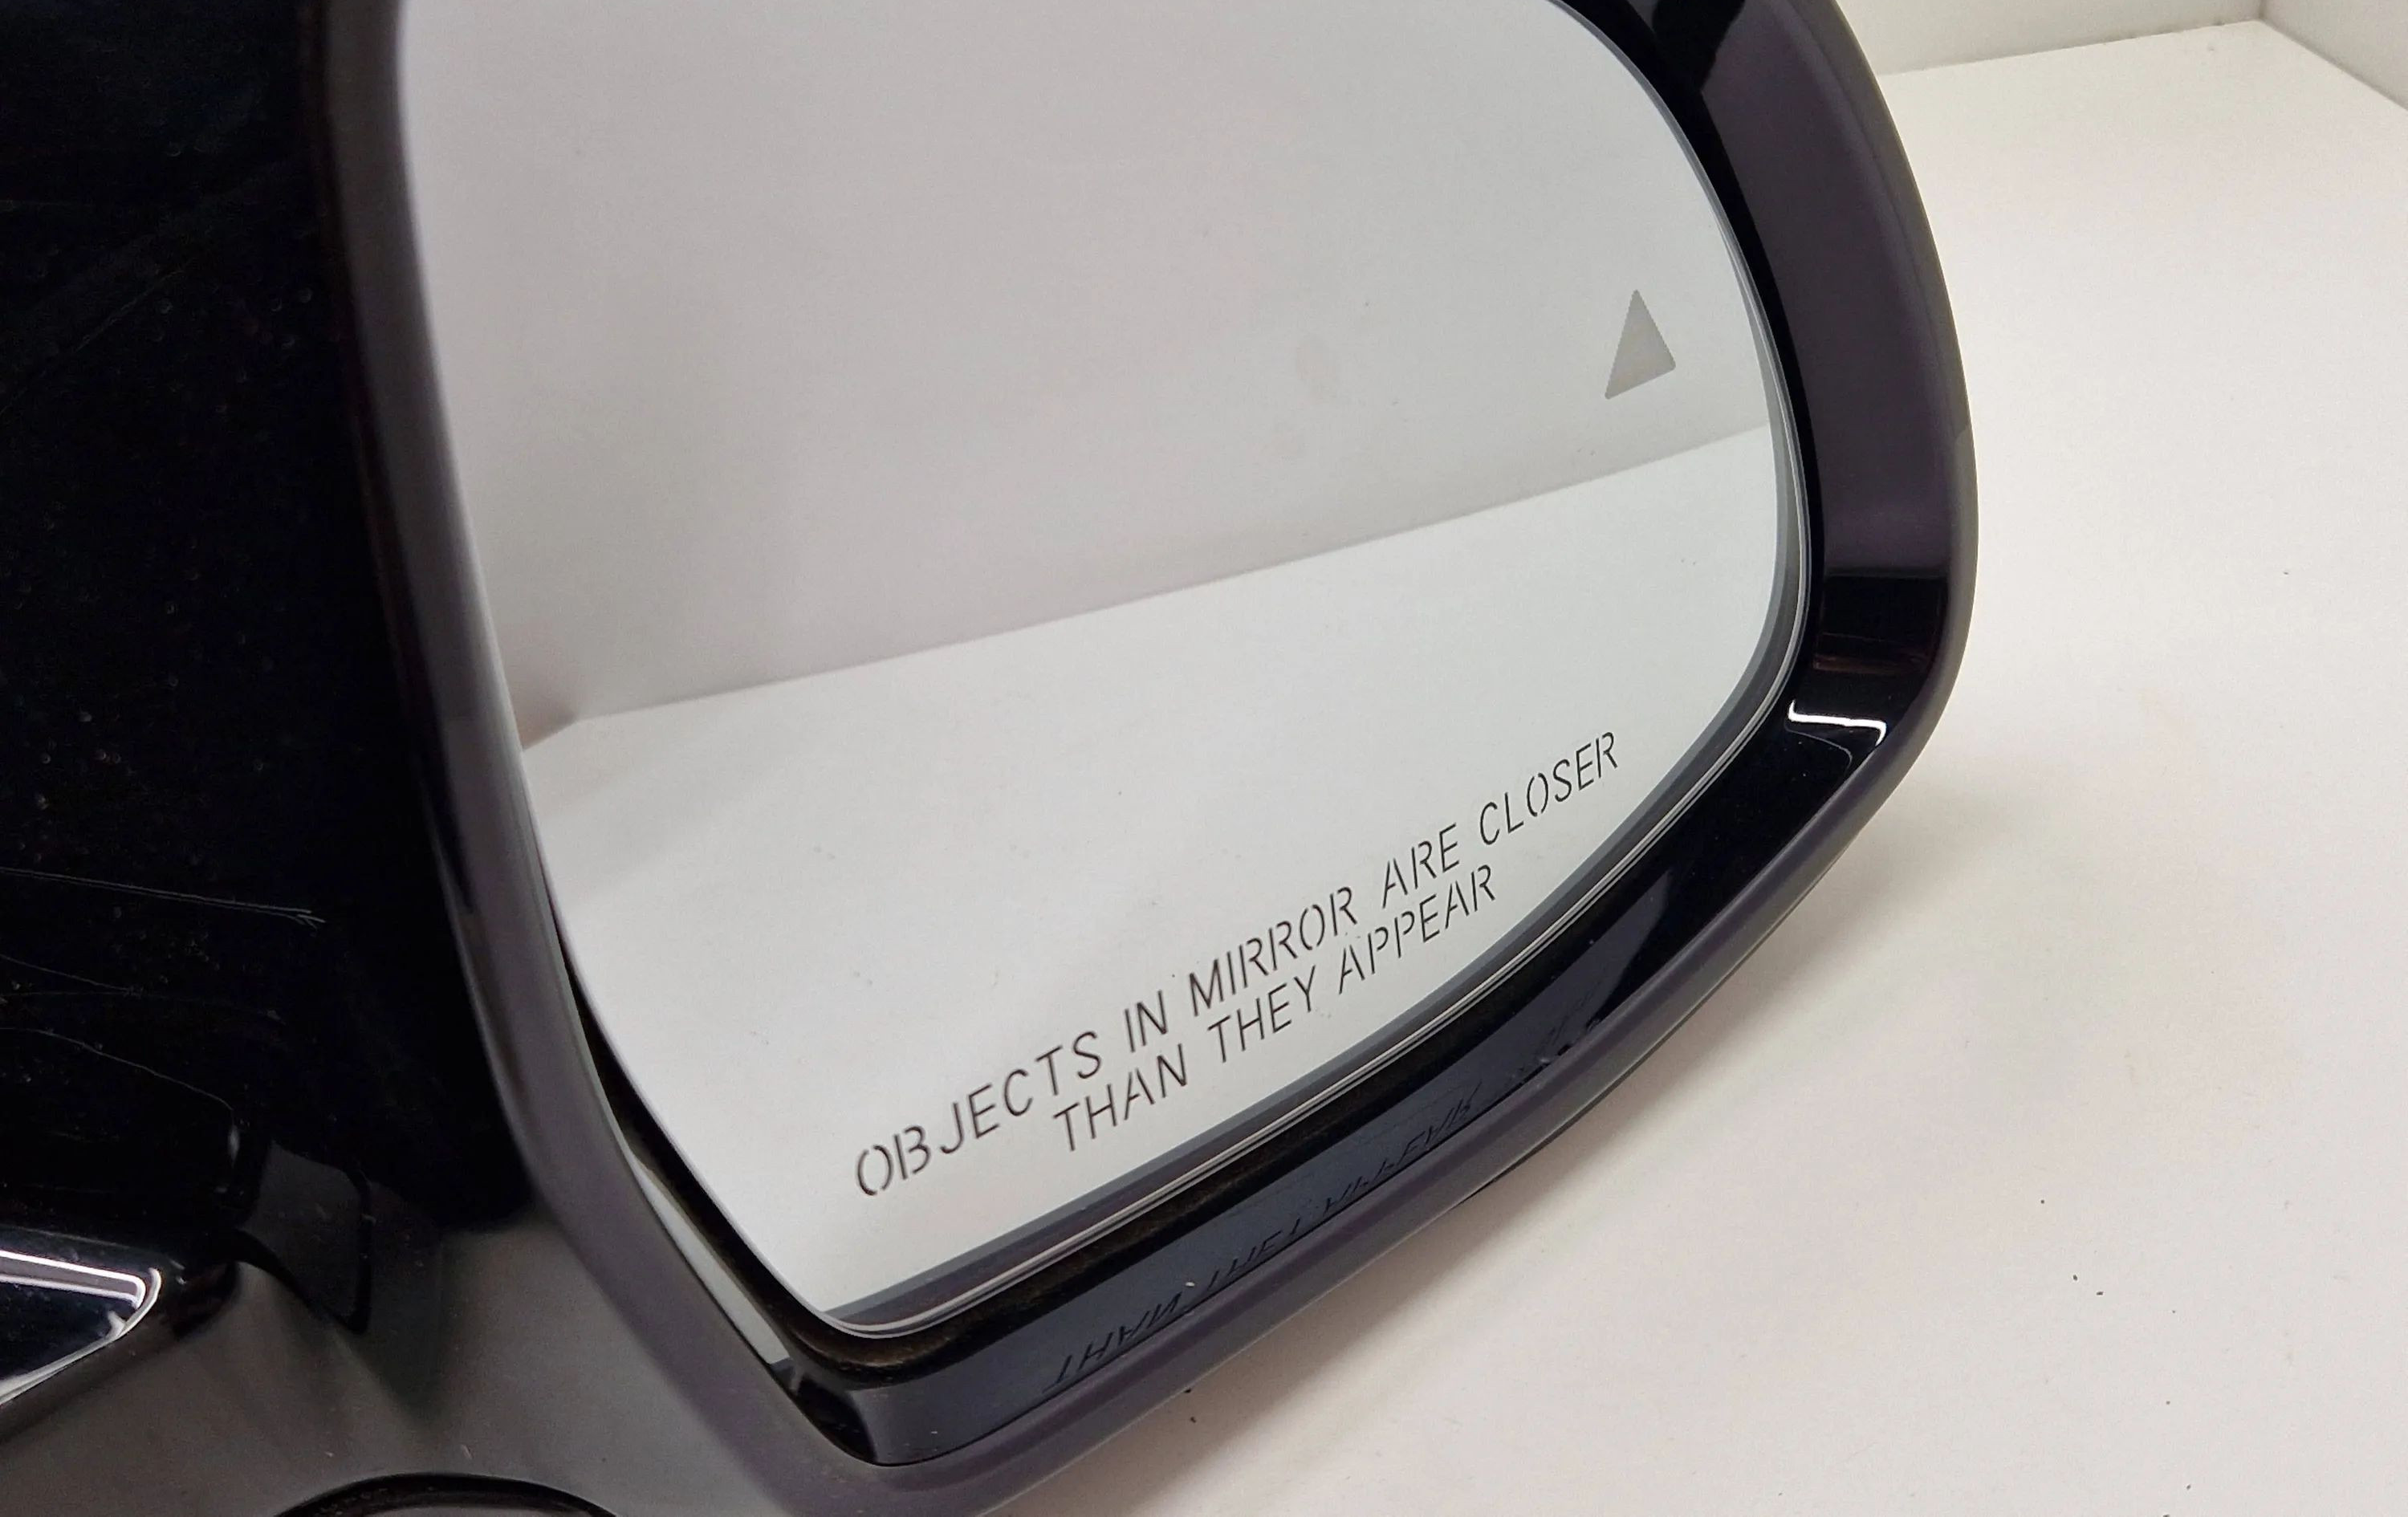 OBJECTS IN MIRROR ARE CLOSER
THAN THEY APPEAR